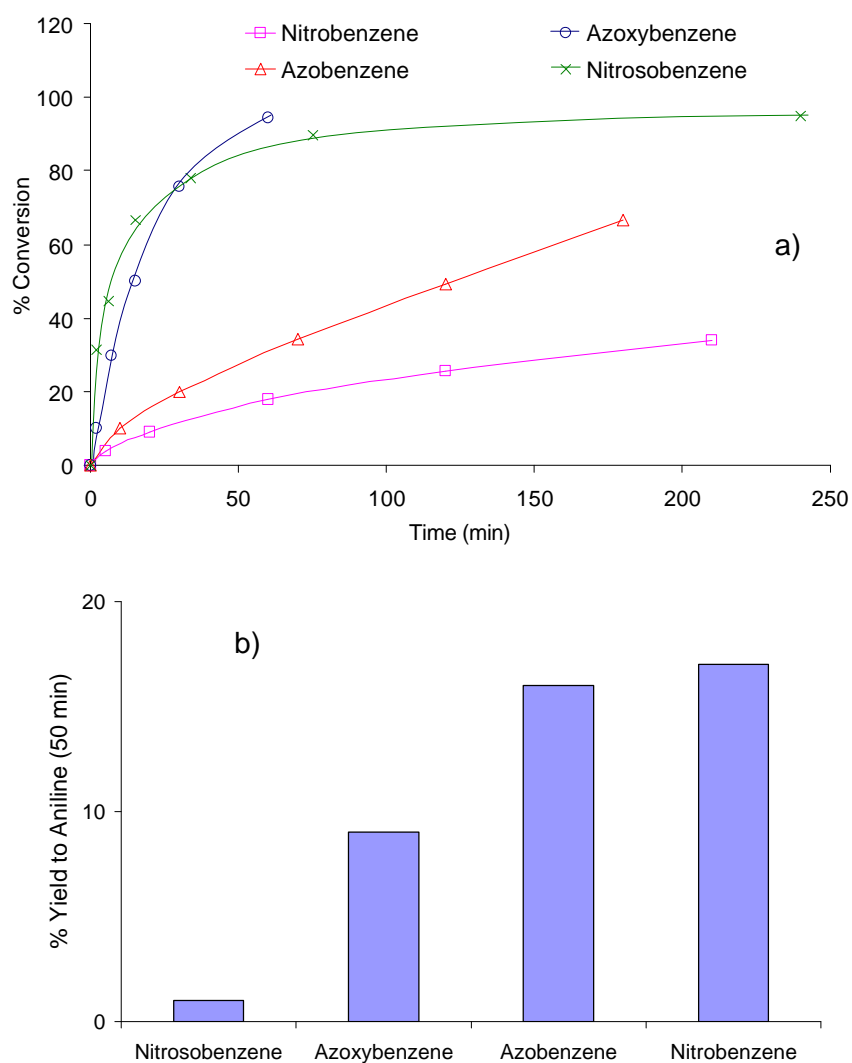 120
100
80
60
40
20
0
% Conversion
Nitrobenzene
Azoxybenzene
Azobenzene
Nitrosobenzene
a)
0 50 100 150 200 250
Time (min)
20
10
0
% Yield to Aniline (50 min)
b)
Nitrosobenzene Azoxybenzene Azobenzene Nitrobenzene